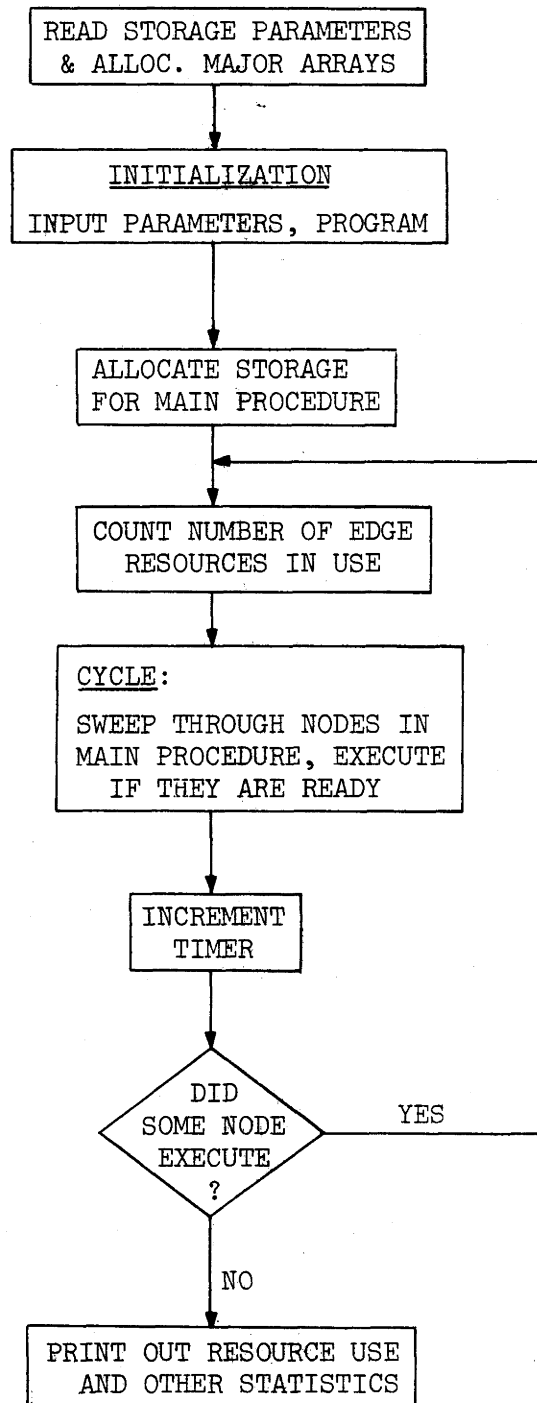 READ STORAGE PARAMETERS
& ALLOC. MAJOR ARRAYS
INITIALIZATION
INPUT PARAMETERS, PROGRAM
ALLOCATE STORAGE
FOR MAIN PROCEDURE
COUNT NUMBER OF EDGE
RESOURCES IN USE
CYCLE:
SWEEP THROUGH NODES IN
MAIN PROCEDURE, EXECUTE
IF THEY ARE READY
INCREMENT
TIMER
DID
SOME NODE
EXECUTE
?
YES
NO
PRINT OUT RESOURCE USE
AND OTHER STATISTICS